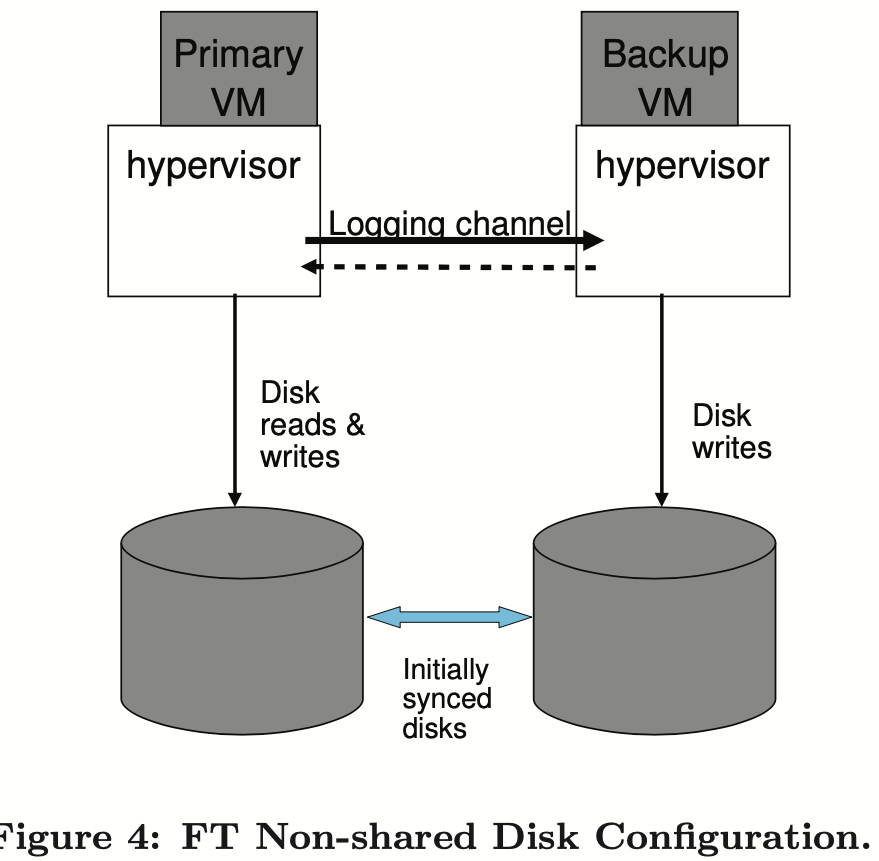 Primary
VM
Backup
VM
hypervisor
hypervisor
Logging channel
Disk
reads &
writes
Disk
writes
Initially
synced
disks
Figure 4: FT Non-shared Disk Configuration.